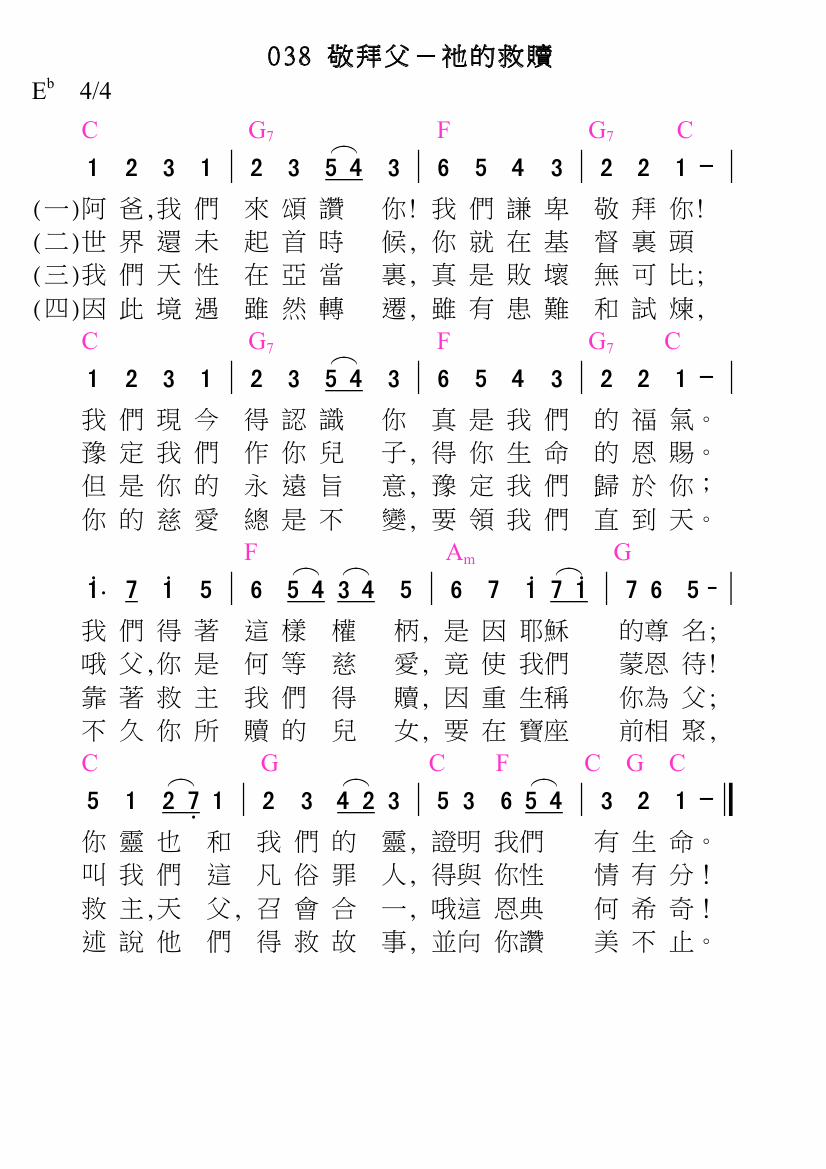 038 敬拜父－祂的救贖
E♭ 4/4
C G7 F G7 C
1 2 3 1 | 2 3 5 4 3 | 6 5 4 3 | 2 2 1 – |
(一)阿爸,我們 來頌讚 你! 我們謙卑 敬拜你!
(二)世界還未 起首時 候, 你就在基 督裏頭
(三)我們天性 在亞當 裏, 真是敗壞 無可比;
(四)因此境遇 雖然轉 遷, 雖有患難 和試煉,
C G7 F G7 C
1 2 3 1 | 2 3 5 4 3 | 6 5 4 3 | 2 2 1 – |
我們現今 得認識 你 真是我們 的福氣。
豫定我們 作你兒 子, 得你生命 的恩賜。
但是你的 永遠旨 意, 豫定我們 歸於你；
你的慈愛 總是不 變, 要領我們 直到天。
F Am G
1̇. 7 1̇ 5 | 6 5 4 3 4 5 | 6 7 1̇ 7 1̇ | 7 6 5 - |
我們得著 這樣 權 柄, 是因 耶穌 的尊 名;
哦父,你是 何等 慈 愛, 竟使 我們 蒙恩 待!
靠著救主 我們 得 贖, 因重 生稱 你為 父;
不久你所 贖的 兒 女, 要在 寶座 前相 聚,
C G C F C G C
5 1 2 7̣ 1 | 2 3 4 2 3 | 5 3 6 5 4 | 3 2 1 – ‖
你靈也 和 我們的 靈, 證明 我們 有生命。
叫我們 這 凡俗罪 人, 得與 你性 情有分！
救主,天 父, 召會合 一, 哦這 恩典 何希奇！
述說他 們 得救故 事, 並向 你讚 美不止。